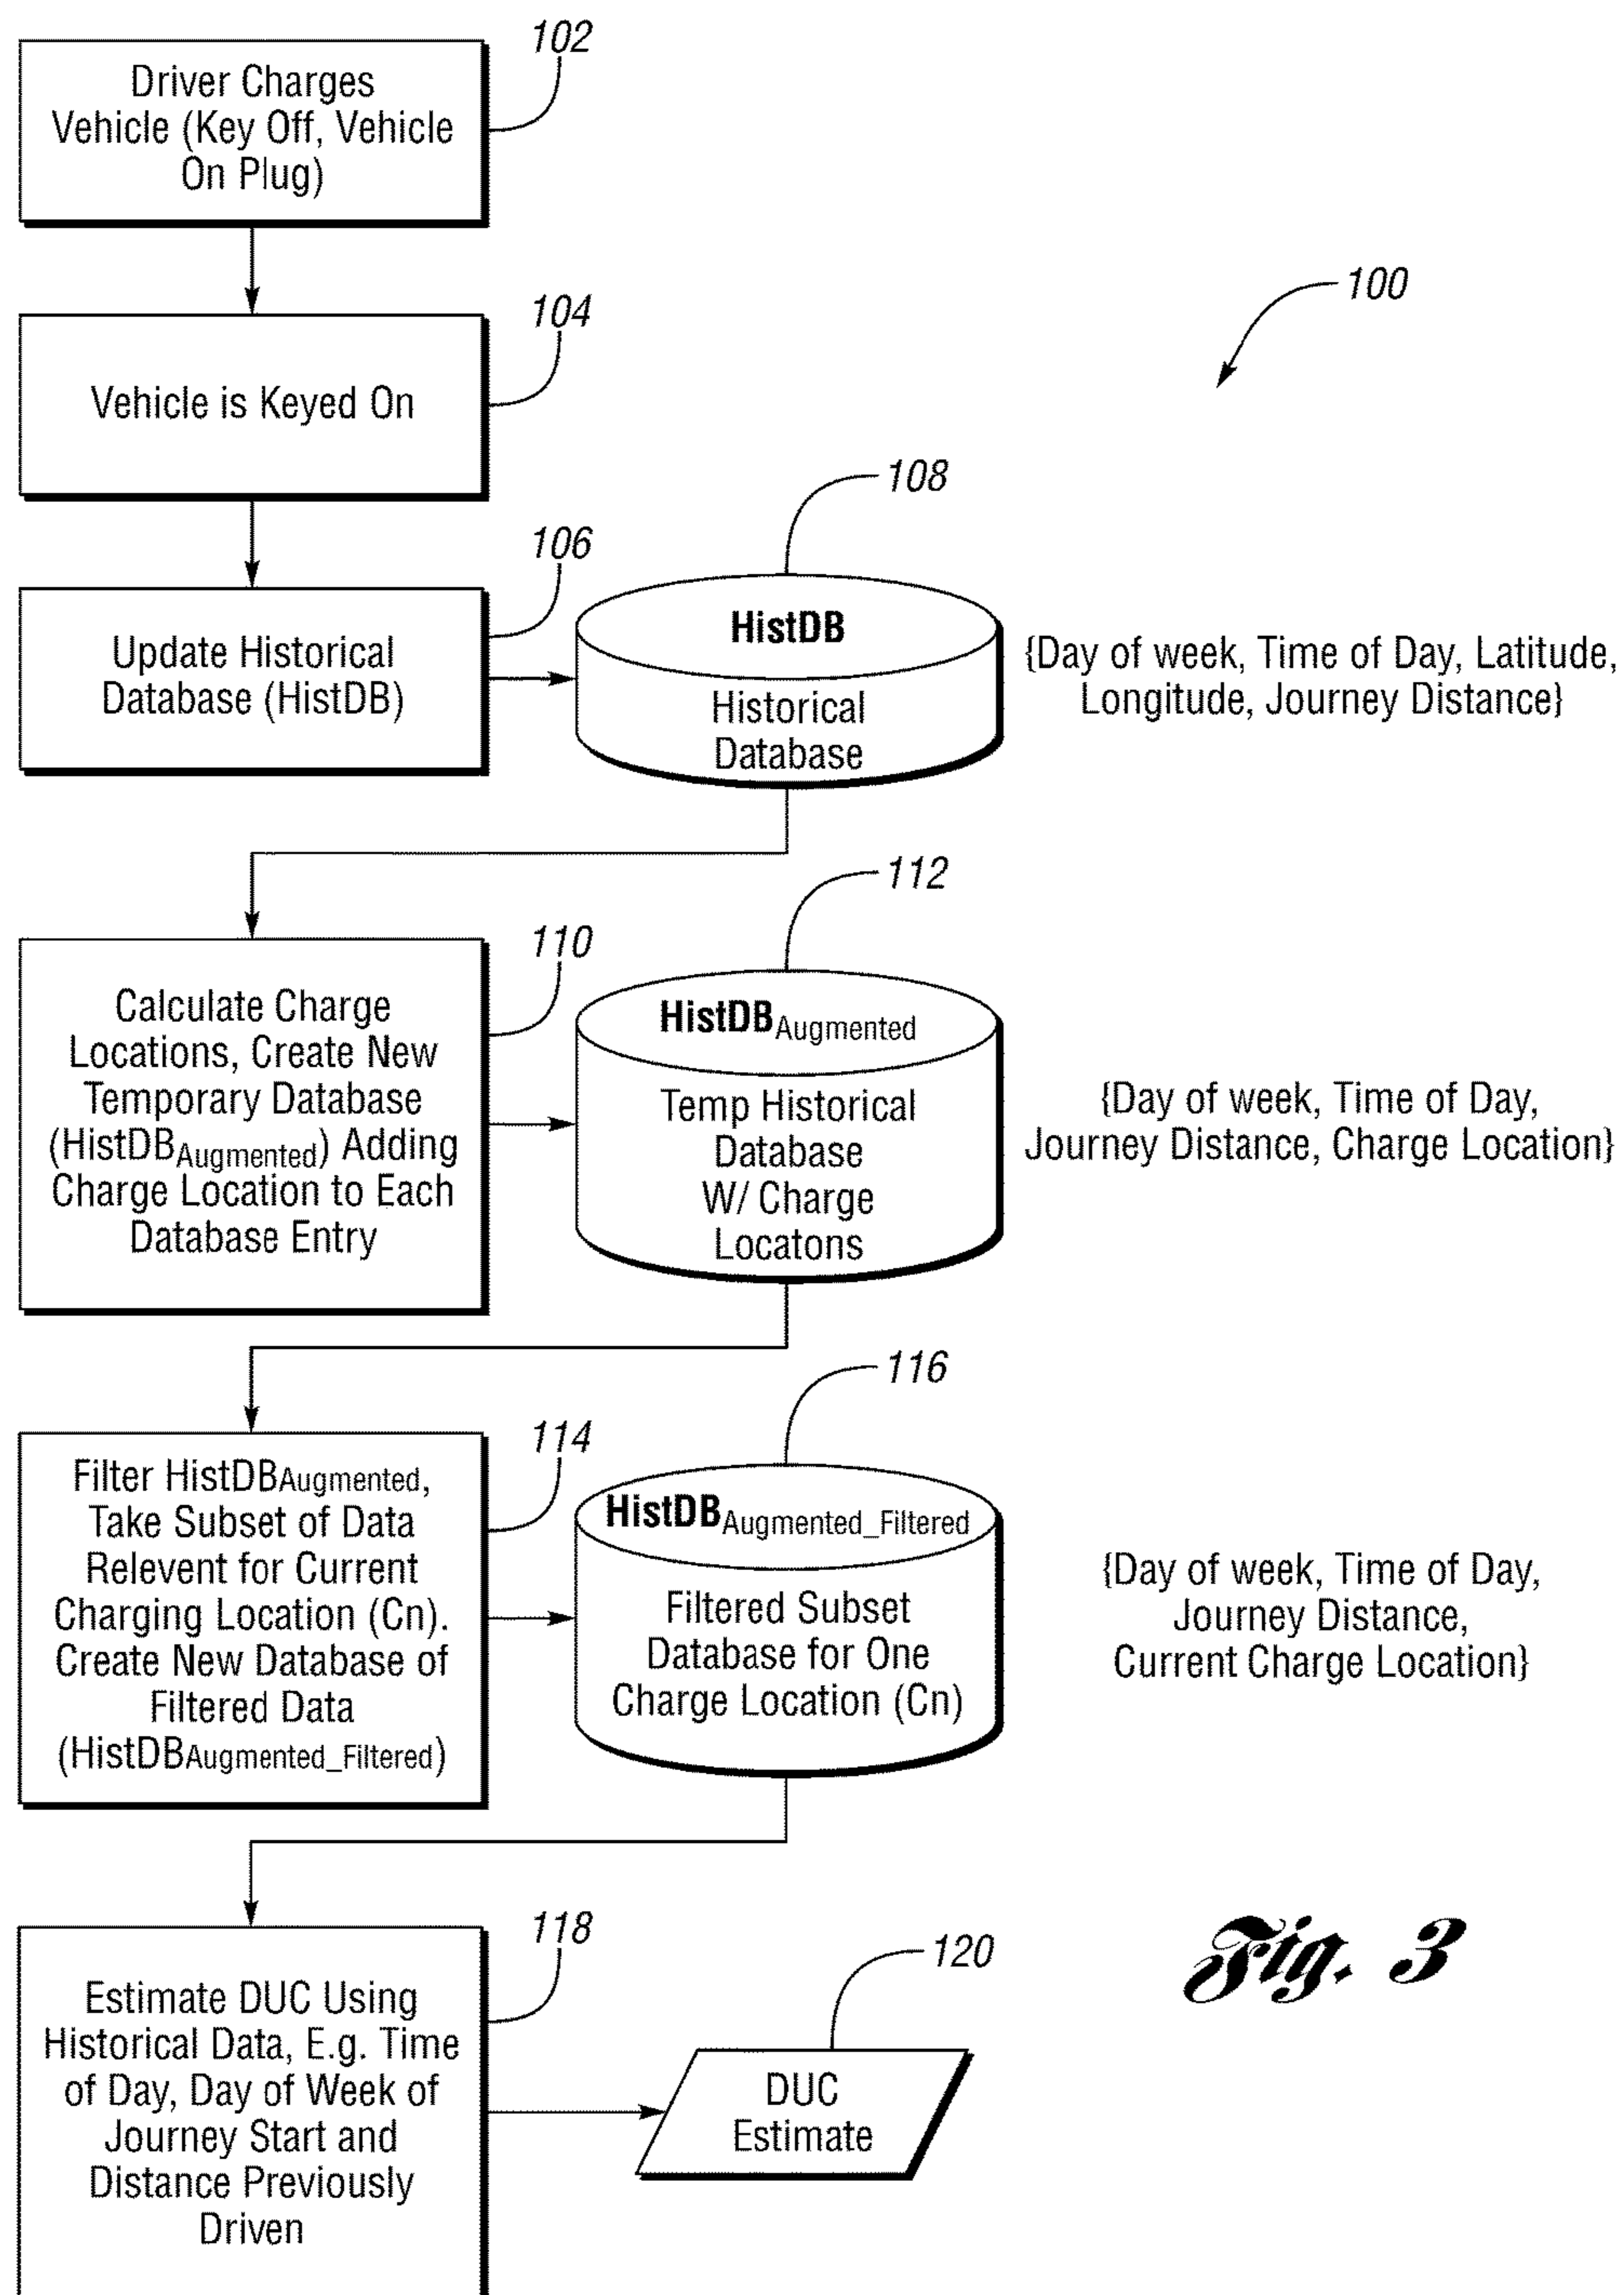 102
Driver Charges
Vehicle (Key Off, Vehicle
On Plug)
100
104
Vehicle is Keyed On
108
106
Update Historical
Database (HistDB)
HistDB
Historical
Database
{Day of week, Time of Day, Latitude,
Longitude, Journey Distance}
112
110
Calculate Charge
Locations, Create New
Temporary Database
(HistDBAugmented) Adding
Charge Location to Each
Database Entry
HistDBAugmented
Temp Historical
Database
W/ Charge
Locatons
{Day of week, Time of Day,
Journey Distance, Charge Location}
116
114
Filter HistDBAugmented,
Take Subset of Data
Relevent for Current
Charging Location (Cn).
Create New Database of
Filtered Data
(HistDBAugmented_Filtered)
HistDBAugmented_Filtered
Filtered Subset
Database for One
Charge Location (Cn)
{Day of week, Time of Day,
Journey Distance,
Current Charge Location}
118
Estimate DUC Using
Historical Data, E.g. Time
of Day, Day of Week of
Journey Start and
Distance Previously
Driven
120
DUC
Estimate
Fig. 3